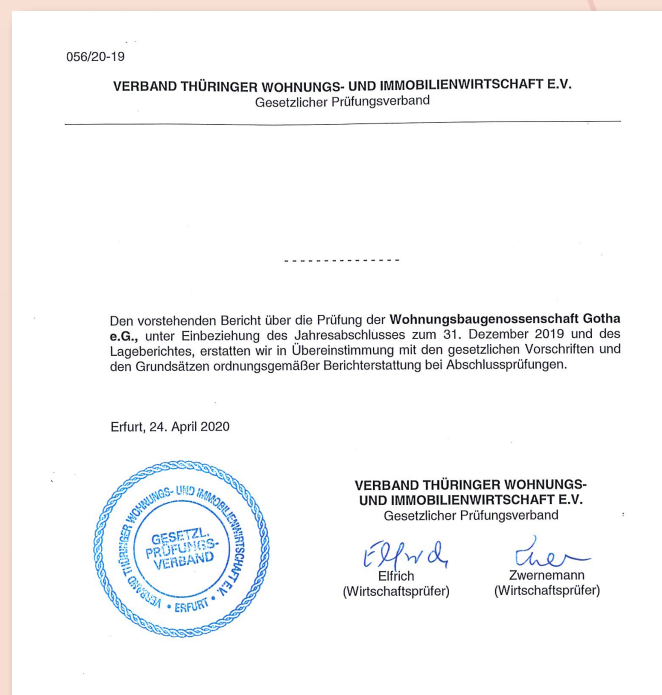 056/20-19
VERBAND THÜRINGER WOHNUNGS- UND IMMOBILIENWIRTSCHAFT E.V.
Gesetzlicher Prüfungsverband
- - - - - - - - - - - - - - -
Den vorstehenden Bericht über die Prüfung der Wohnungsbaugenossenschaft Gotha
e.G., unter Einbeziehung des Jahresabschlusses zum 31. Dezember 2019 und des
Lageberichtes, erstatten wir in Übereinstimmung mit den gesetzlichen Vorschriften und
den Grundsätzen ordnungsgemäßer Berichterstattung bei Abschlussprüfungen.
Erfurt, 24. April 2020
VERBAND THÜRINGER WOHNUNGS- UND IMMOBILIENWIRTSCHAFT E.V.
• ERFURT •
GESETZL.
PRÜFUNGS-
VERBAND
VERBAND THÜRINGER WOHNUNGS-
UND IMMOBILIENWIRTSCHAFT E.V.
Gesetzlicher Prüfungsverband
Elfrich Zwernemann
(Wirtschaftsprüfer) (Wirtschaftsprüfer)